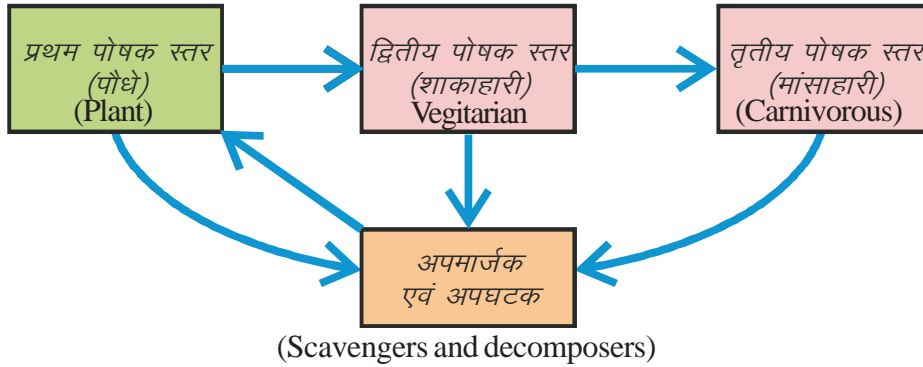 प्रथम पोषक स्तर
(पौधे)
(Plant)
द्वितीय पोषक स्तर
(शाकाहारी)
Vegitarian
तृतीय पोषक स्तर
(मांसाहारी)
(Carnivorous)
अपमार्जक
एवं अपघटक
(Scavengers and decomposers)